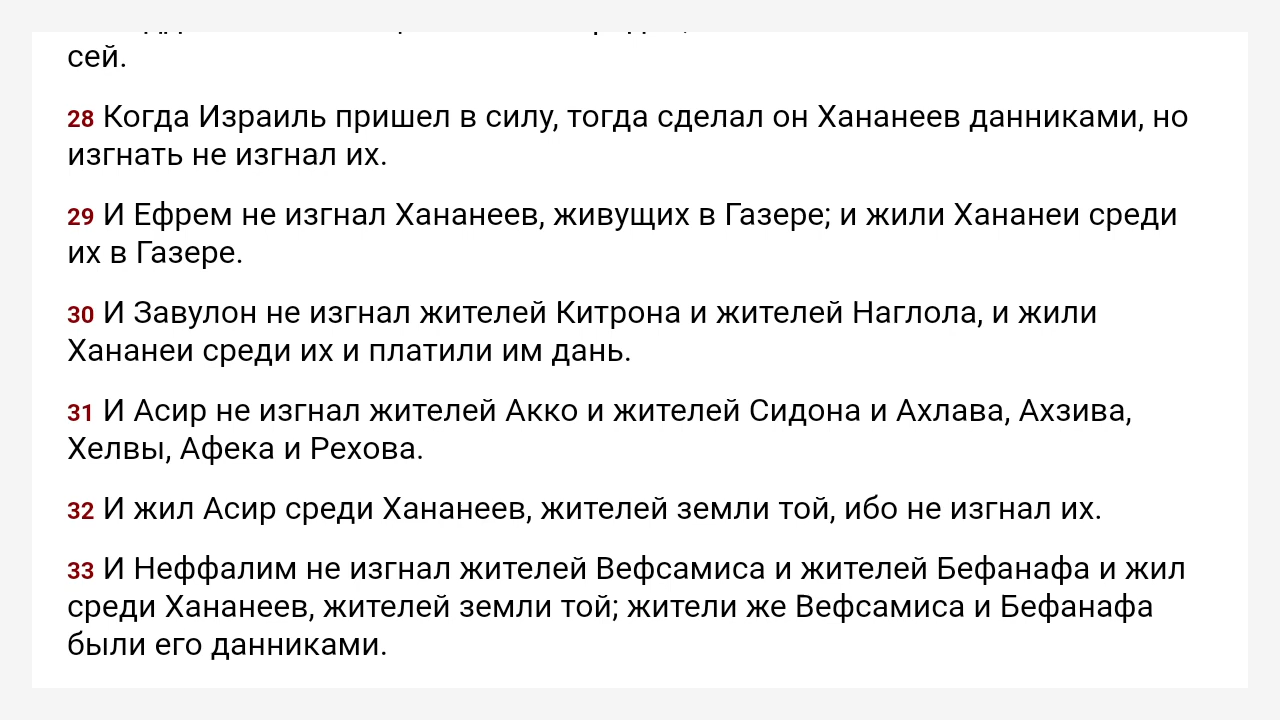 сей.
28 Когда Израиль пришел в силу, тогда сделал он Хананеев данниками, но
изгнать не изгнал их.
29 И Ефрем не изгнал Хананеев, живущих в Газере; и жили Хананеи среди
их в Газере.
30 И Завулон не изгнал жителей Китрона и жителей Наглола, и жили
Хананеи среди их и платили им дань.
31 И Асир не изгнал жителей Акко и жителей Сидона и Ахлава, Ахзива,
Хелвы, Афека и Рехова.
32 И жил Асир среди Хананеев, жителей земли той, ибо не изгнал их.
33 И Неффалим не изгнал жителей Вефсамиса и жителей Бефанафа и жил
среди Хананеев, жителей земли той; жители же Вефсамиса и Бефанафа
были его данниками.